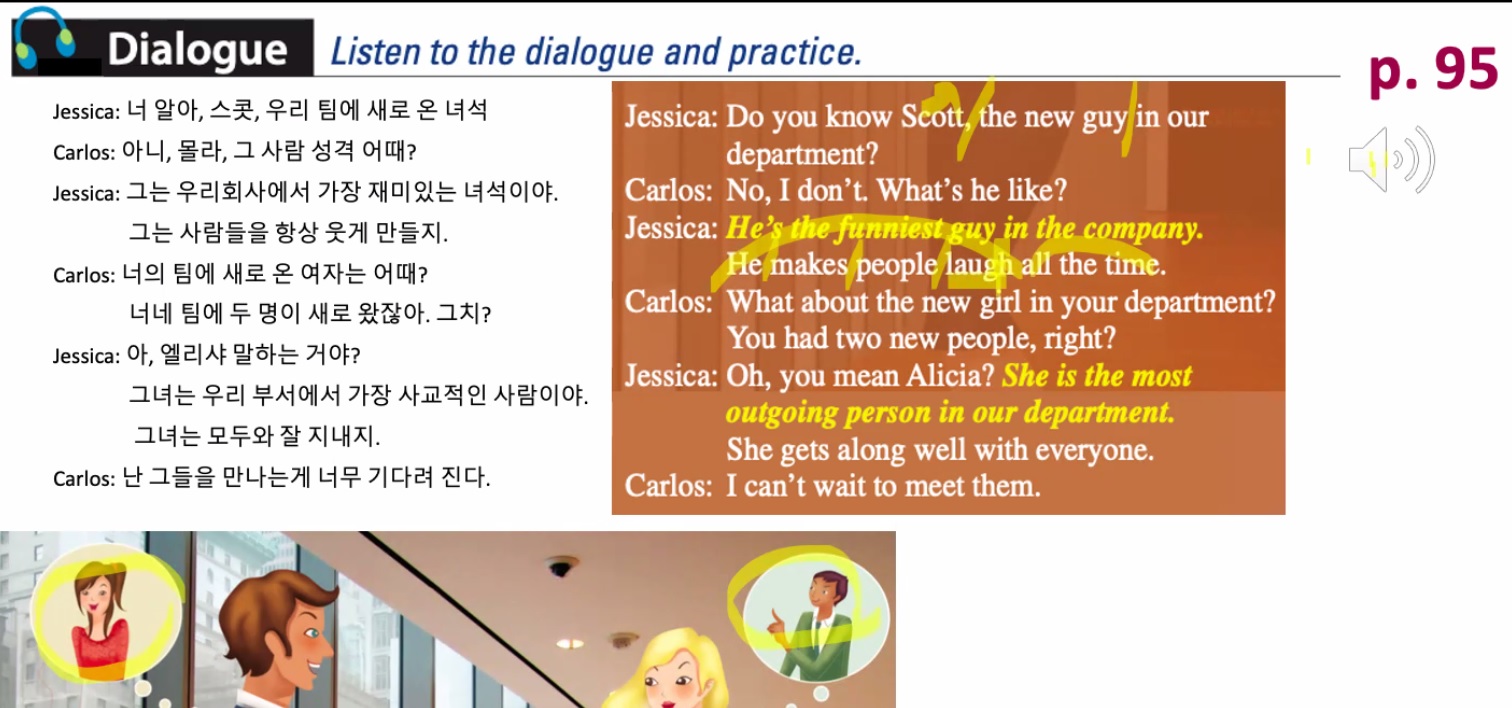 Dialogue Listen to the dialogue and practice.
p. 95
Jessica: 너 알아, 스콧, 우리 팀에 새로 온 녀석
Carlos: 아니, 몰라, 그 사람 성격 어때?
Jessica: 그는 우리회사에서 가장 재미있는 녀석이야.
그는 사람들을 항상 웃게 만들지.
Carlos: 너의 팀에 새로 온 여자는 어때?
너네 팀에 두 명이 새로 왔잖아. 그치?
Jessica: 아, 엘리샤 말하는 거야?
그녀는 우리 부서에서 가장 사교적인 사람이야.
그녀는 모두와 잘 지내지.
Carlos: 난 그들을 만나는게 너무 기다려 진다.
Jessica: Do you know Scott, the new guy in our
department?
Carlos: No, I don't. What's he like?
Jessica: He's the funniest guy in the company.
He makes people laugh all the time.
Carlos: What about the new girl in your department?
You had two new people, right?
Jessica: Oh, you mean Alicia? She is the most
outgoing person in our department.
She gets along well with everyone.
Carlos: I can't wait to meet them.